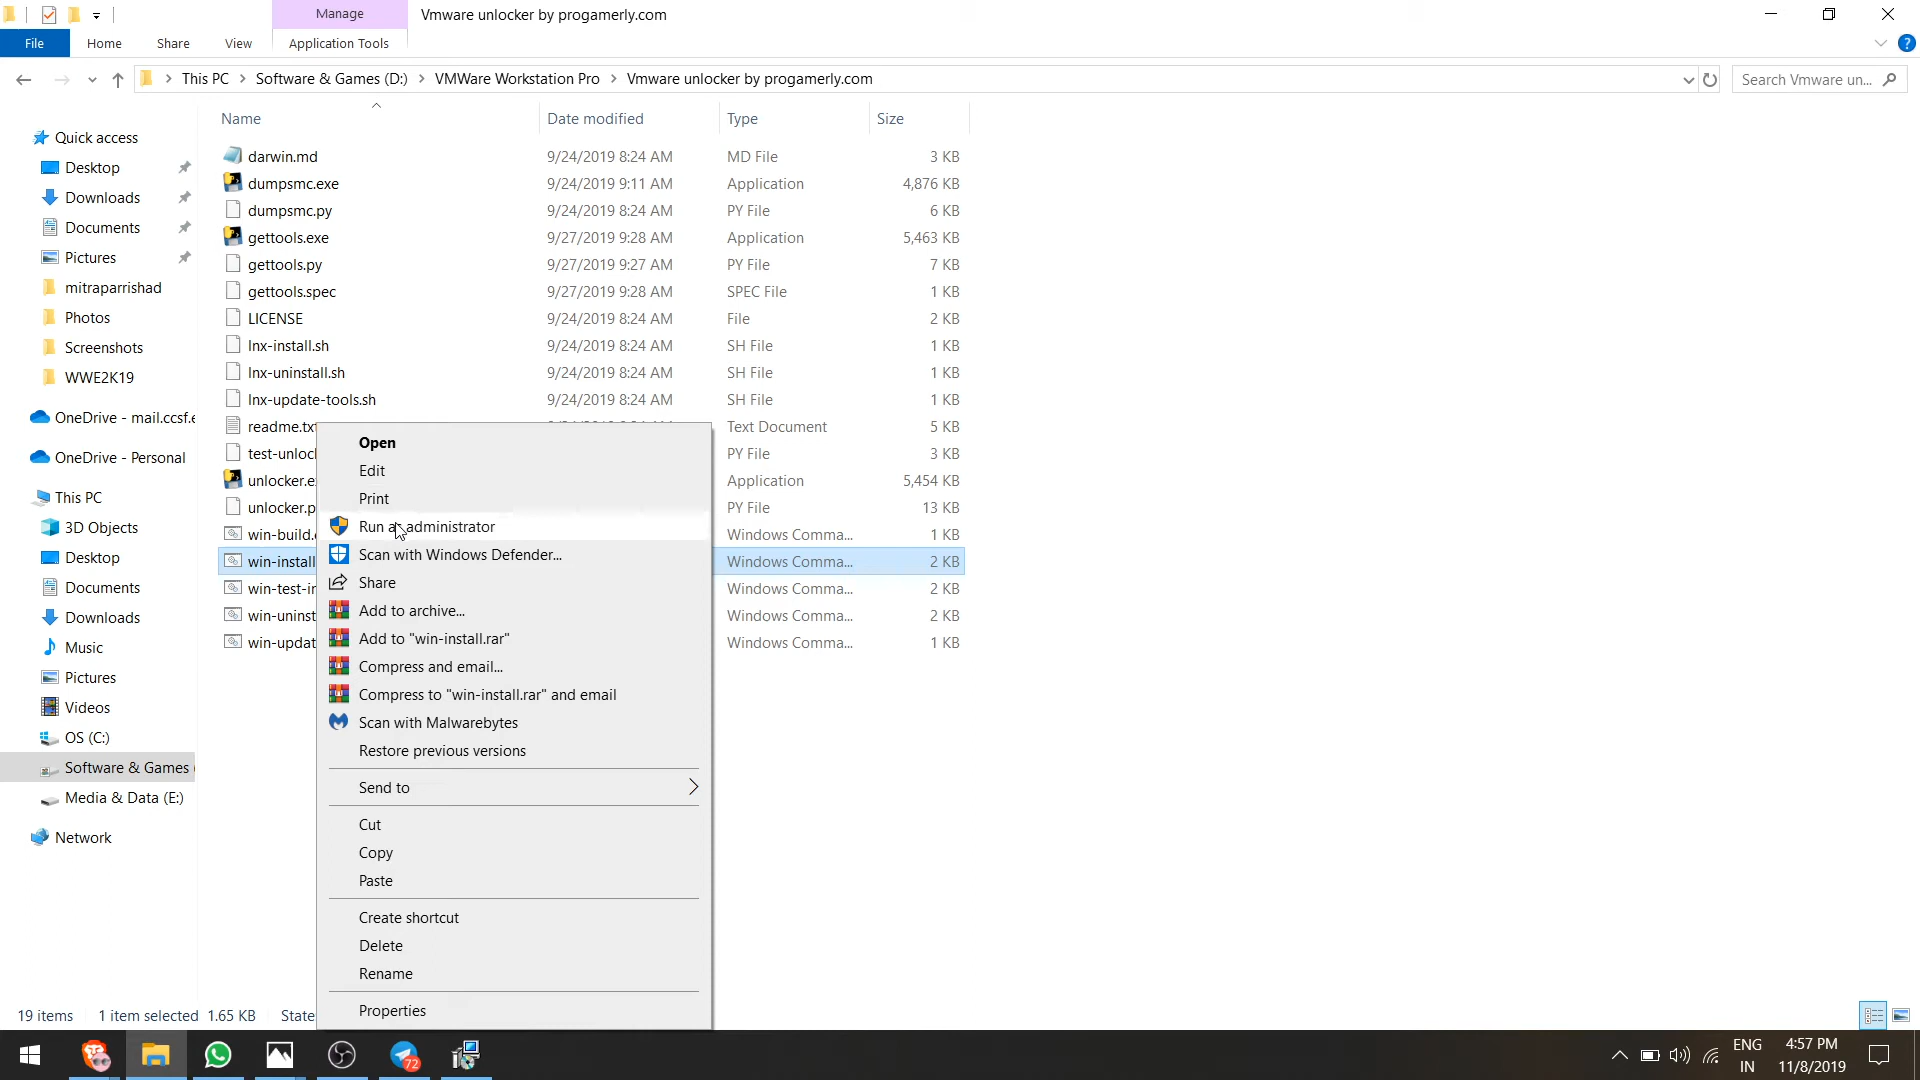 Manage
Vmware unlocker by progamerly.com
File
Home
Share
View
Application Tools
This PC
Software & Games (D:)
VMWare Workstation Pro
Vmware unlocker by progamerly.com
Search Vmware un...
Name
Date modified
Type
Size
Quick access
Desktop
Downloads
Documents
Pictures
mitraparrishad
Photos
Screenshots
WWE2K19
OneDrive - mail.ccsf.e
OneDrive - Personal
This PC
3D Objects
Desktop
Documents
Downloads
Music
Pictures
Videos
OS (C:)
Software & Games (
Media & Data (E:)
Network
darwin.md 9/24/2019 8:24 AM MD File 3 KB
dumpsmc.exe 9/24/2019 9:11 AM Application 4,876 KB
dumpsmc.py 9/24/2019 8:24 AM PY File 6 KB
gettools.exe 9/27/2019 9:28 AM Application 5,463 KB
gettools.py 9/27/2019 9:27 AM PY File 7 KB
gettools.spec 9/27/2019 9:28 AM SPEC File 1 KB
LICENSE 9/24/2019 8:24 AM File 2 KB
lnx-install.sh 9/24/2019 8:24 AM SH File 1 KB
lnx-uninstall.sh 9/24/2019 8:24 AM SH File 1 KB
lnx-update-tools.sh 9/24/2019 8:24 AM SH File 1 KB
readme.txt Text Document 5 KB
test-unloc PY File 3 KB
unlocker.e Application 5,454 KB
unlocker.p PY File 13 KB
win-build. Windows Comma... 1 KB
win-install Windows Comma... 2 KB
win-test-in Windows Comma... 2 KB
win-uninst Windows Comma... 2 KB
win-updat Windows Comma... 1 KB
Open
Edit
Print
Run as administrator
Scan with Windows Defender...
Share
Add to archive...
Add to "win-install.rar"
Compress and email...
Compress to "win-install.rar" and email
Scan with Malwarebytes
Restore previous versions
Send to
Cut
Copy
Paste
Create shortcut
Delete
Rename
Properties
19 items 1 item selected 1.65 KB State
72
ENG
IN
4:57 PM
11/8/2019